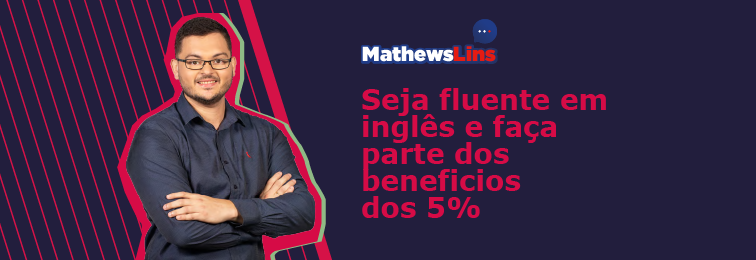 MathewsLins
Seja fluente em
inglês e faça
parte dos
beneficios
dos 5%